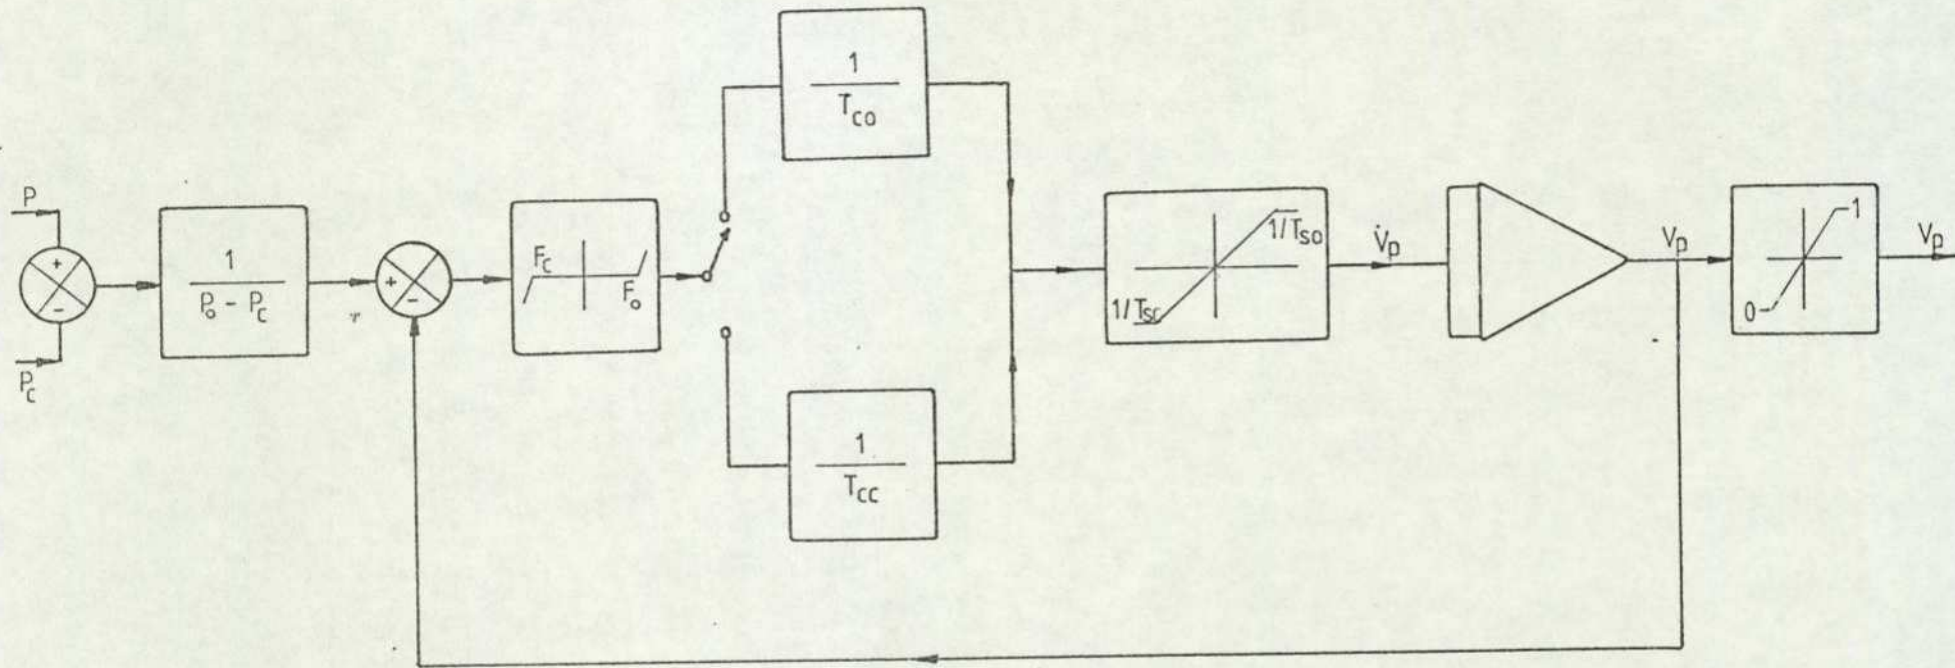 P
+
-
P_C
1
P_o - P_C
+
-
F_C
F_o
1
T_CO
1
T_CC
1/T_SO
1/T_SC
V̇_P
V_P
1
0
V_P